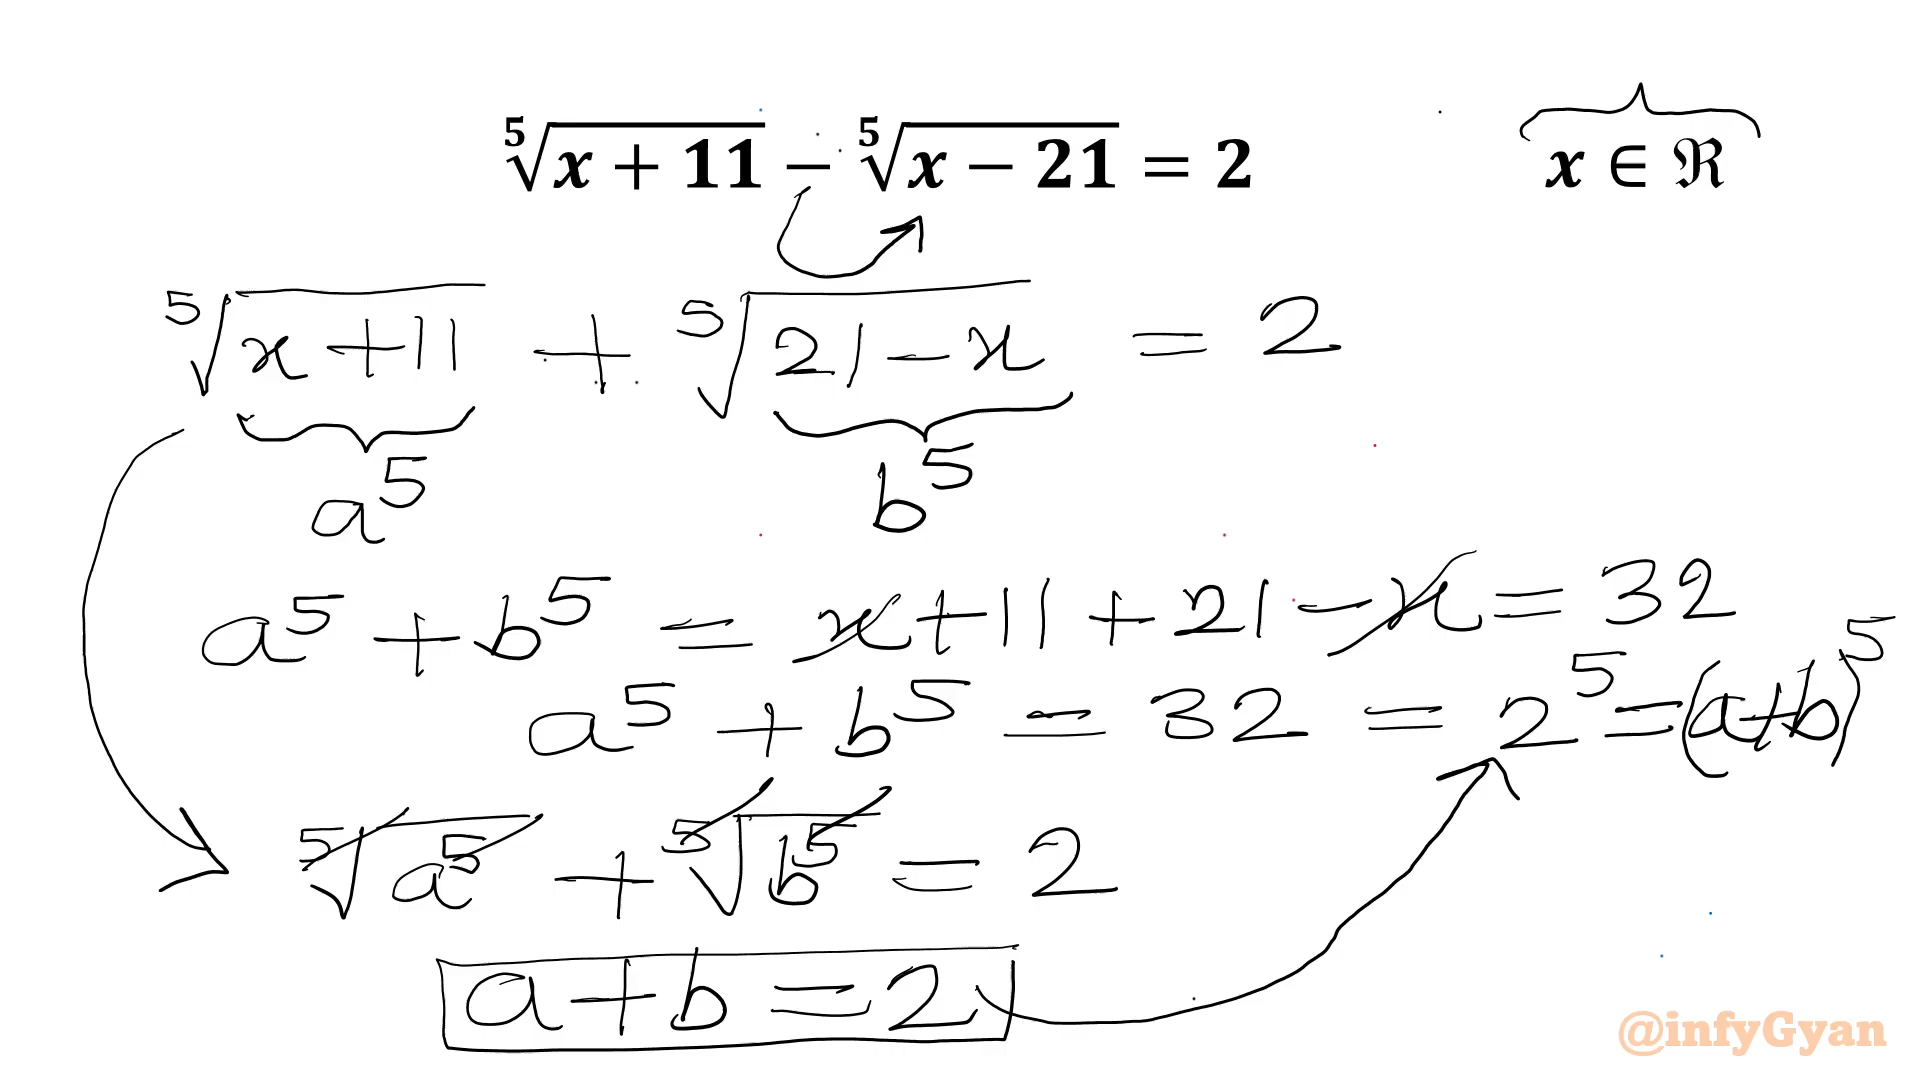 ⁵√(x + 11) − ⁵√(x − 21) = 2    x ∈ ℜ
⁵√(x + 11) + ⁵√(21 − x) = 2
a⁵    b⁵
a⁵ + b⁵ = x + 11 + 21 − x = 32
a⁵ + b⁵ = 32 = 2⁵ = (a+b)⁵
⁵√a⁵ + ⁵√b⁵ = 2
a + b = 2
@infyGyan